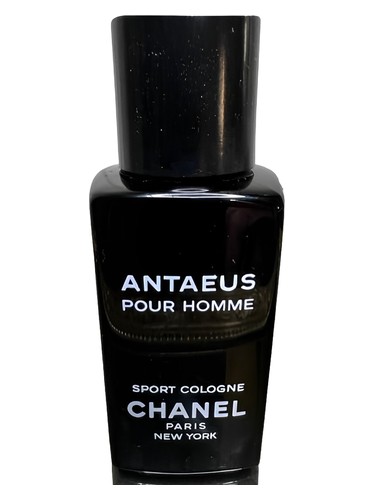 ANTAEUS
POUR HOMME
SPORT COLOGNE
CHANEL
PARIS
NEW YORK